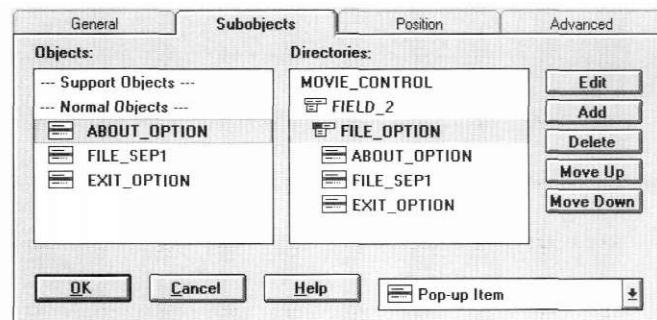 General
Subobjects
Position
Advanced
Objects:
--- Support Objects ---
--- Normal Objects ---
ABOUT_OPTION
FILE_SEP1
EXIT_OPTION
Directories:
MOVIE_CONTROL
FIELD_2
FILE_OPTION
ABOUT_OPTION
FILE_SEP1
EXIT_OPTION
Edit
Add
Delete
Move Up
Move Down
OK
Cancel
Help
Pop-up Item